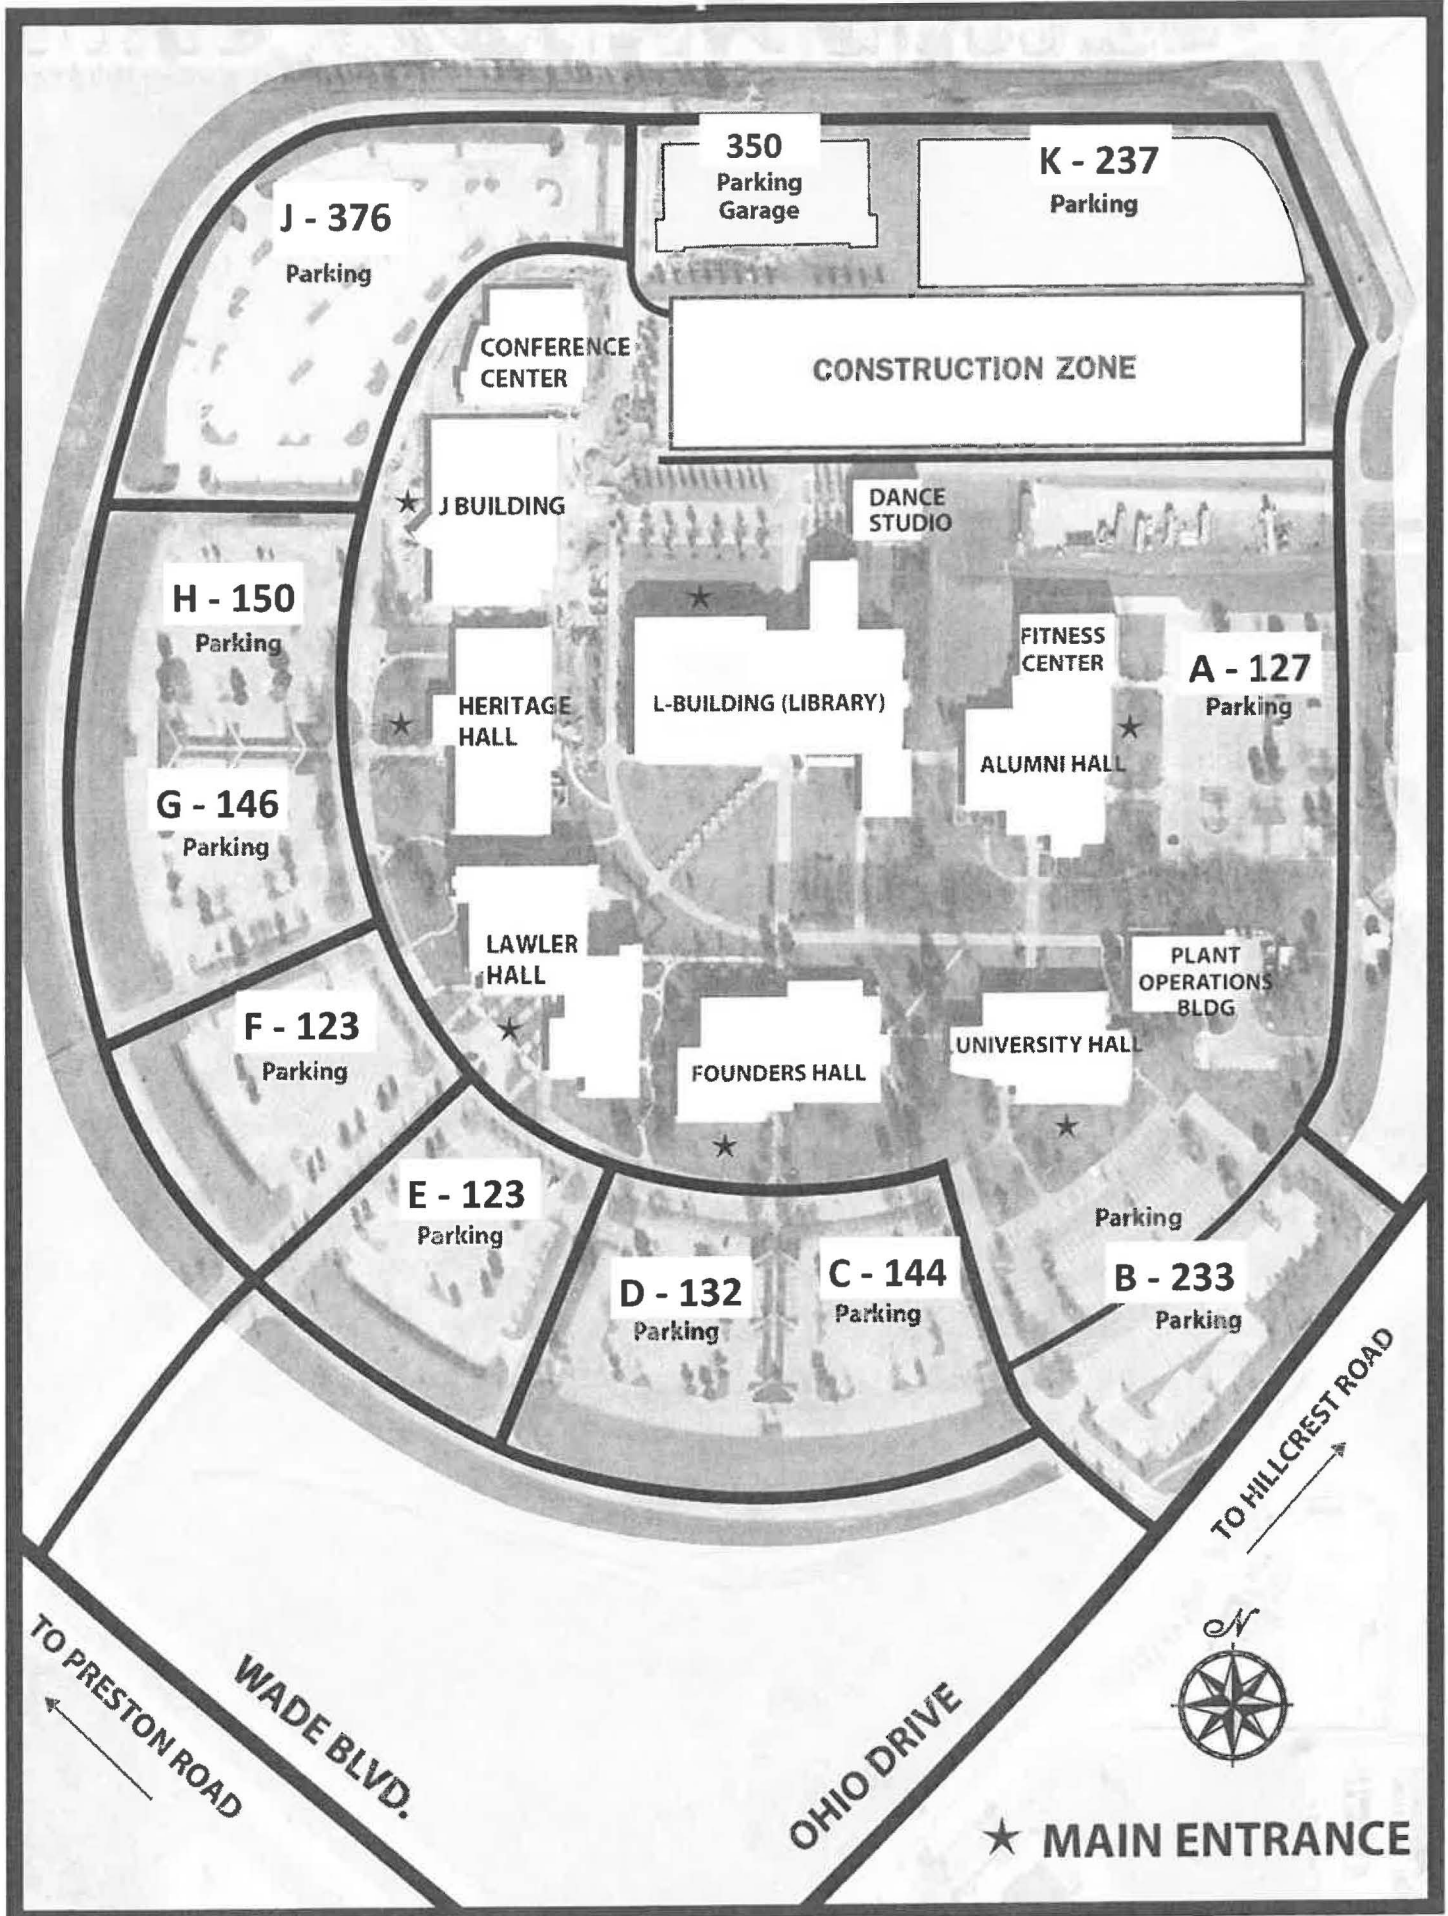 350
Parking
Garage
K - 237
Parking
J - 376
Parking
CONFERENCE
CENTER
CONSTRUCTION ZONE
J BUILDING
DANCE
STUDIO
H - 150
Parking
FITNESS
CENTER
A - 127
Parking
HERITAGE
HALL
L-BUILDING (LIBRARY)
ALUMNI HALL
G - 146
Parking
LAWLER
HALL
PLANT
OPERATIONS
BLDG
F - 123
Parking
FOUNDERS HALL
UNIVERSITY HALL
E - 123
Parking
D - 132
Parking
C - 144
Parking
Parking
B - 233
Parking
TO HILLCREST ROAD
TO PRESTON ROAD
WADE BLVD.
OHIO DRIVE
N
MAIN ENTRANCE